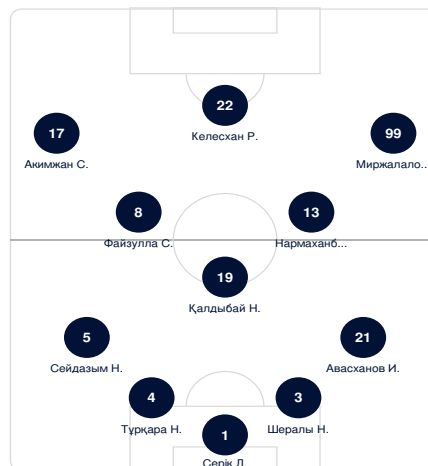 22
Келесхан Р.
17
Акимжан С.
99
Миржалало..
8
Файзулла С.
13
Нармаханб...
19
Қалдыбай Н.
5
Сейдазым Н.
21
Авасханов И.
4
Тұрқара Н.
3
Шералы Н.
1
Серік Д